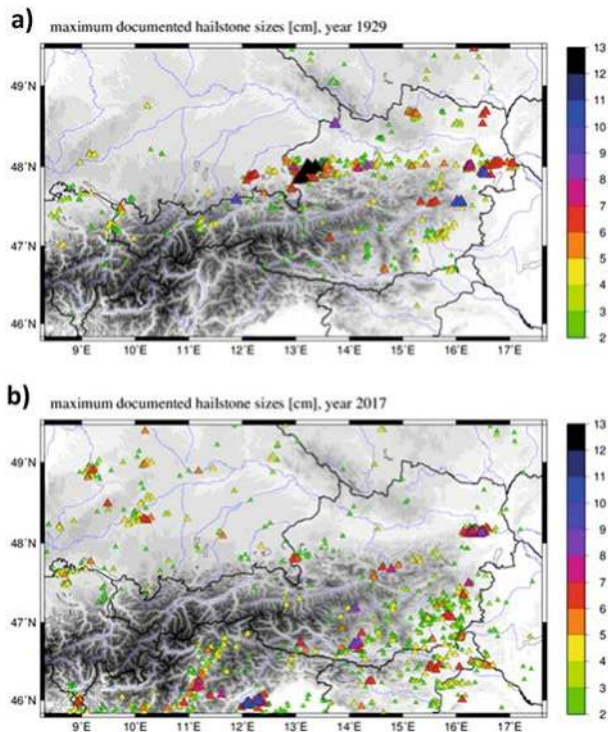 a)
maximum documented hailstone sizes [cm], year 1929
49°N
48°N
47°N
46°N
9°E 10°E 11°E 12°E 13°E 14°E 15°E 16°E 17°E
13
12
11
10
9
8
7
6
5
4
3
2
b)
maximum documented hailstone sizes [cm], year 2017
49°N
48°N
47°N
46°N
9°E 10°E 11°E 12°E 13°E 14°E 15°E 16°E 17°E
13
12
11
10
9
8
7
6
5
4
3
2